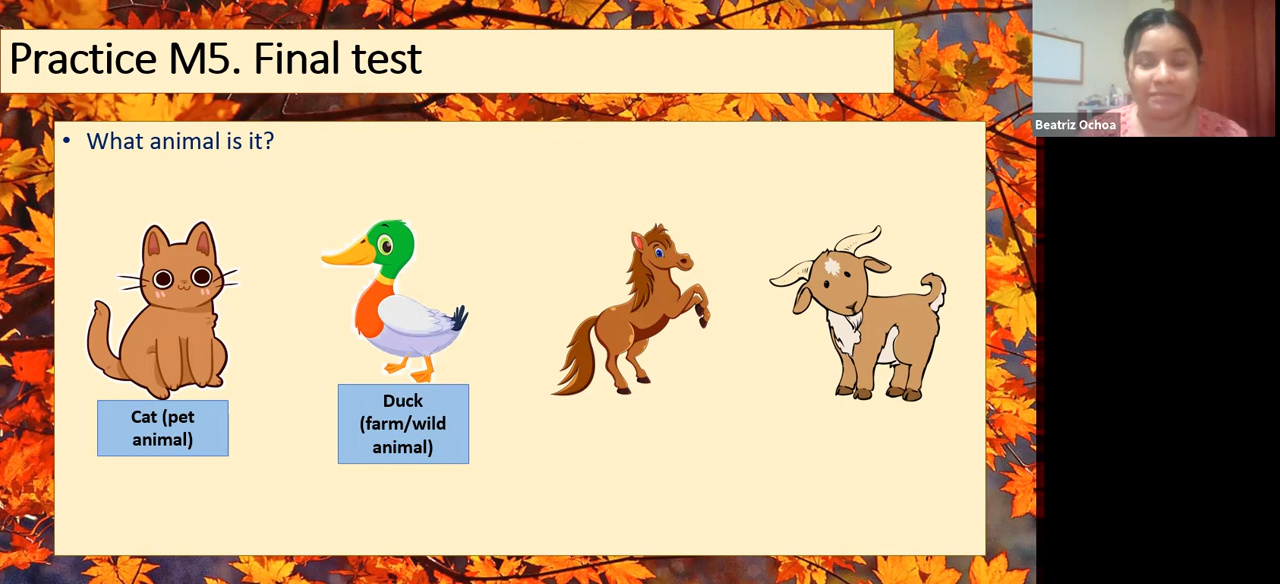 Practice M5. Final test
Beatriz Ochoa
• What animal is it?
Cat (pet
animal)
Duck
(farm/wild
animal)